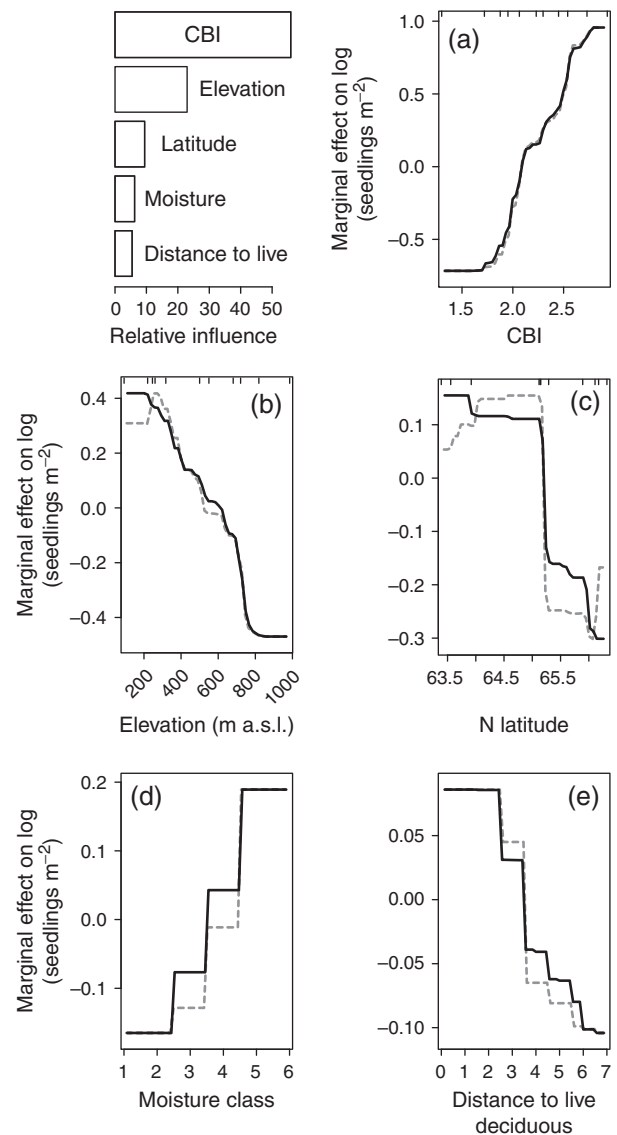 CBI
Elevation
Latitude
Moisture
Distance to live
0 10 20 30 40 50
Relative influence
(a)
Marginal effect on log
(seedlings m−2)
1.0
0.5
0.0
−0.5
1.5 2.0 2.5
CBI
(b)
Marginal effect on log
(seedlings m−2)
0.4
0.2
0.0
−0.2
−0.4
200 400 600 800 1000
Elevation (m a.s.l.)
(c)
0.1
0.0
−0.1
−0.2
−0.3
63.5 64.5 65.5
N latitude
(d)
Marginal effect on log
(seedlings m−2)
0.2
0.1
0.0
−0.1
1 2 3 4 5 6
Moisture class
(e)
0.05
0.00
−0.05
−0.10
0 1 2 3 4 5 6 7
Distance to live
deciduous